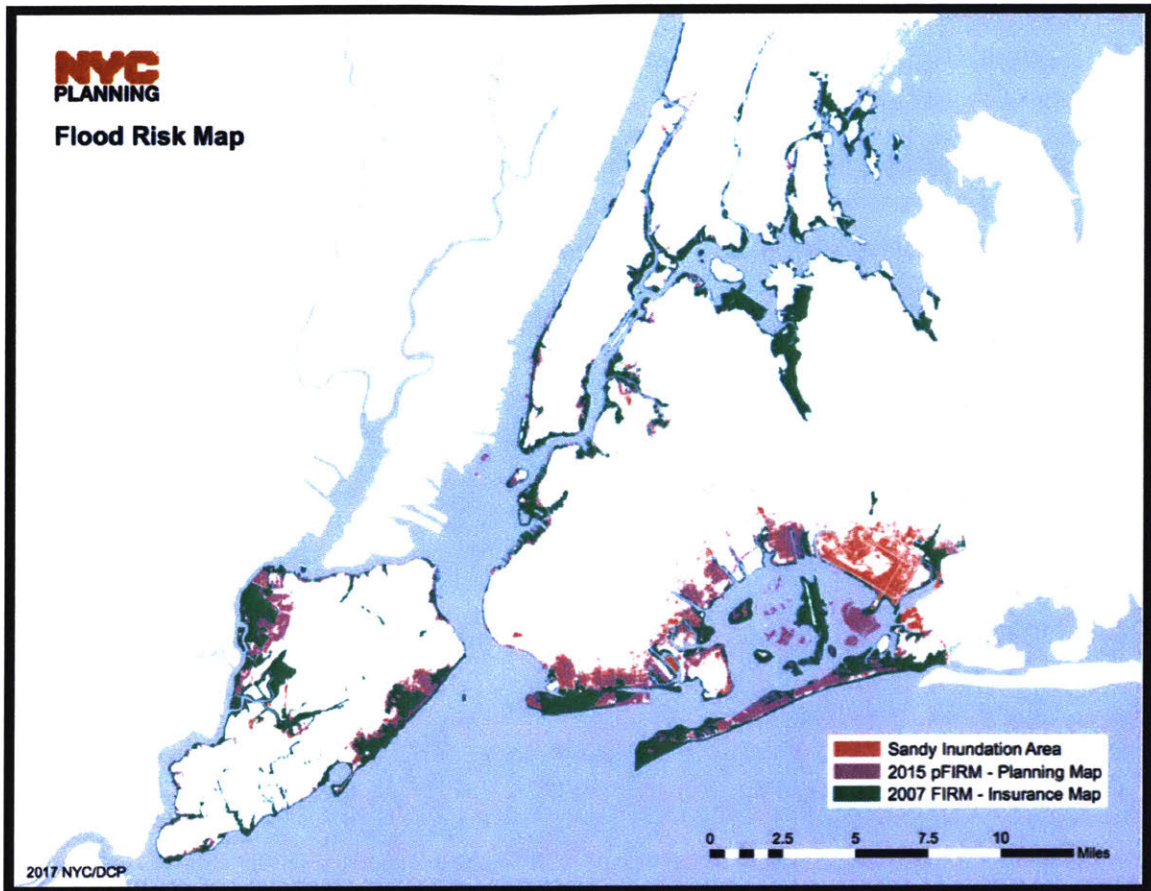 NYC
PLANNING
Flood Risk Map
Sandy Inundation Area
2015 pFIRM - Planning Map
2007 FIRM - Insurance Map
0 2.5 5 7.5 10
Miles
2017 NYC/DCP